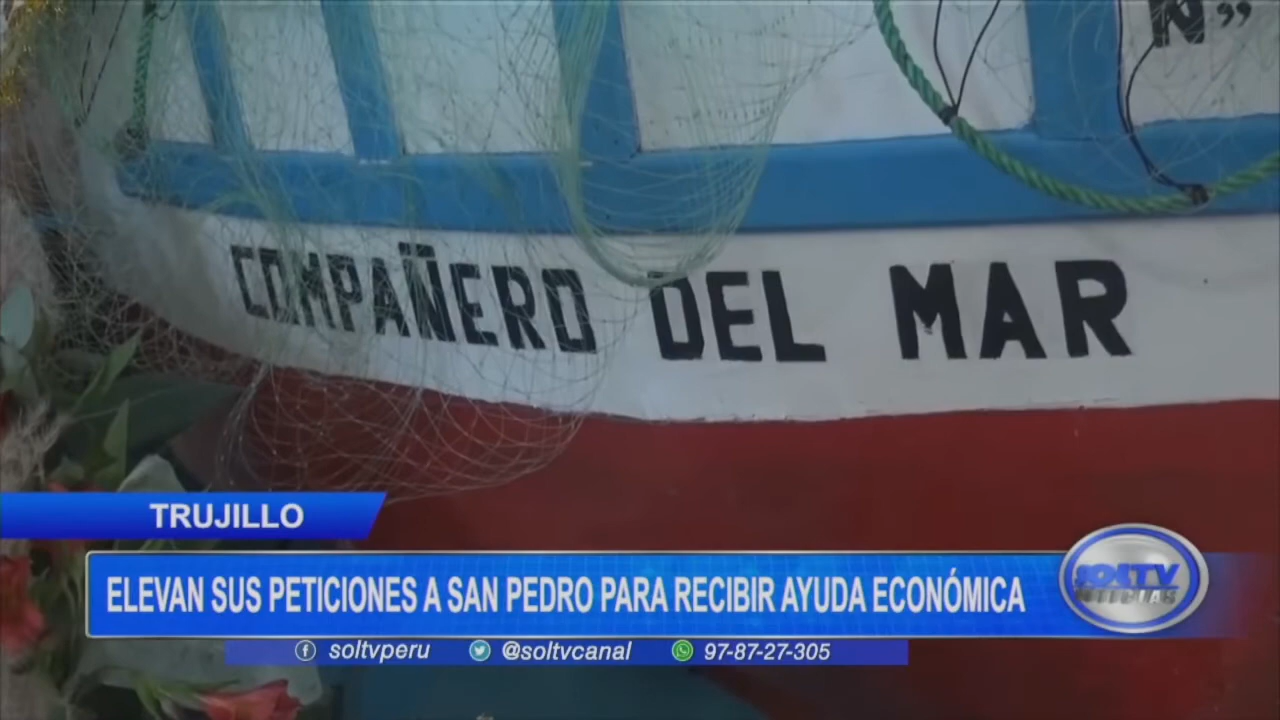 N”
COMPAÑERO DEL MAR
TRUJILLO
ELEVAN SUS PETICIONES A SAN PEDRO PARA RECIBIR AYUDA ECONÓMICA
SOLTV
NOTICIAS
soltvperu @soltvcanal 97-87-27-305